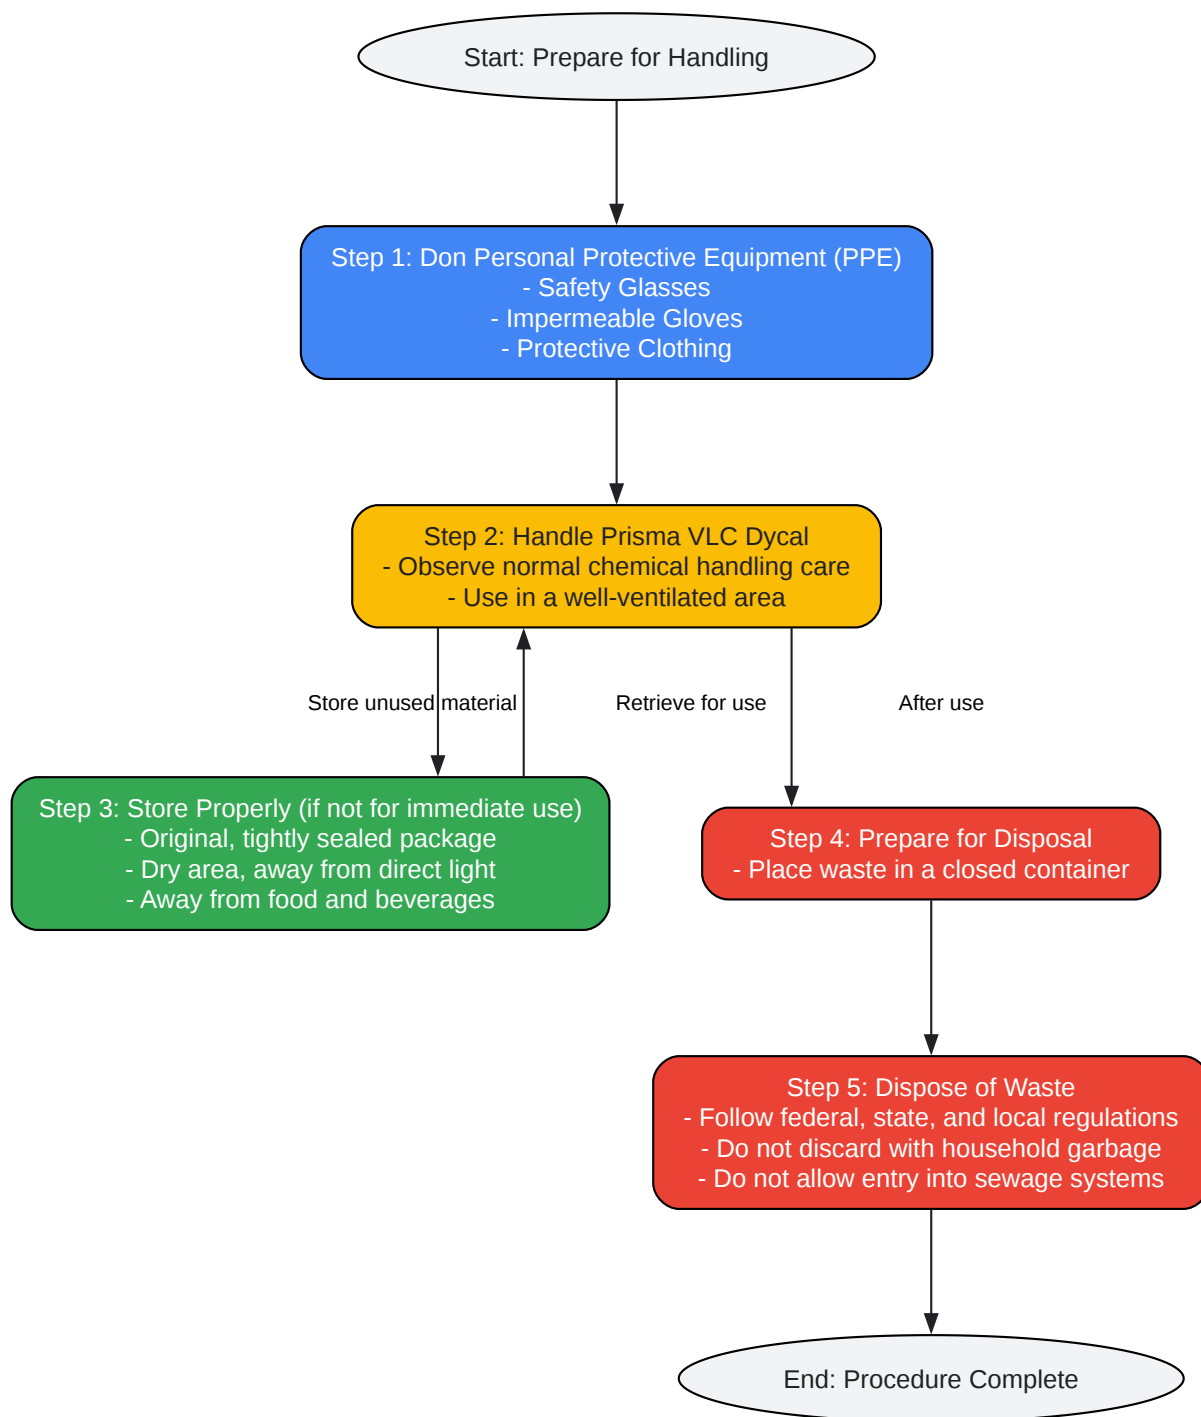 Start: Prepare for Handling
Step 1: Don Personal Protective Equipment (PPE)
- Safety Glasses
- Impermeable Gloves
- Protective Clothing
Step 2: Handle Prisma VLC Dycal
- Observe normal chemical handling care
- Use in a well-ventilated area
Store unused material
Retrieve for use
After use
Step 3: Store Properly (if not for immediate use)
- Original, tightly sealed package
- Dry area, away from direct light
- Away from food and beverages
Step 4: Prepare for Disposal
- Place waste in a closed container
Step 5: Dispose of Waste
- Follow federal, state, and local regulations
- Do not discard with household garbage
- Do not allow entry into sewage systems
End: Procedure Complete